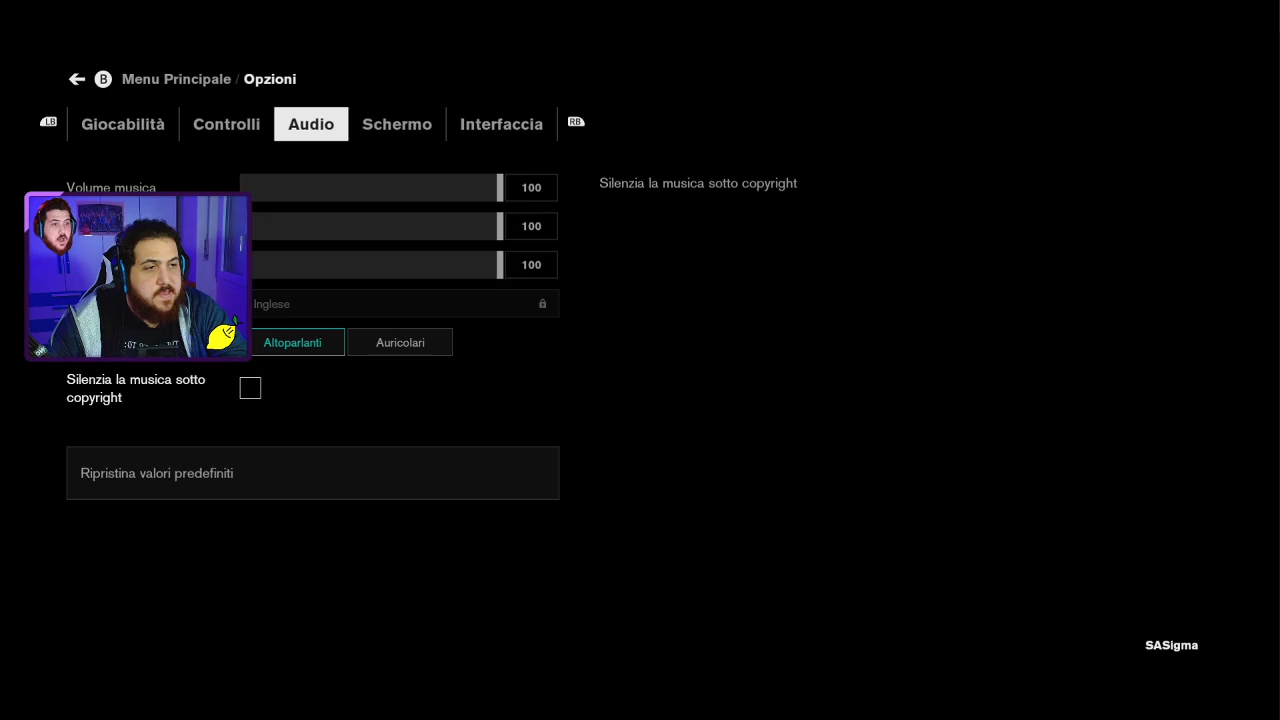 B Menu Principale / Opzioni
LB Giocabilità Controlli Audio Schermo Interfaccia RB
Volume musica 100
100
100
Inglese
Altoparlanti Auricolari
Silenzia la musica sotto
copyright
Ripristina valori predefiniti
Silenzia la musica sotto copyright
SASigma